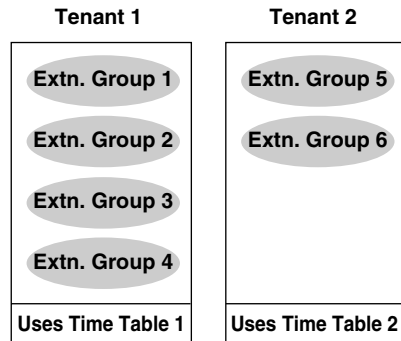 Tenant 1
Extn. Group 1
Extn. Group 2
Extn. Group 3
Extn. Group 4
Uses Time Table 1
Tenant 2
Extn. Group 5
Extn. Group 6
Uses Time Table 2